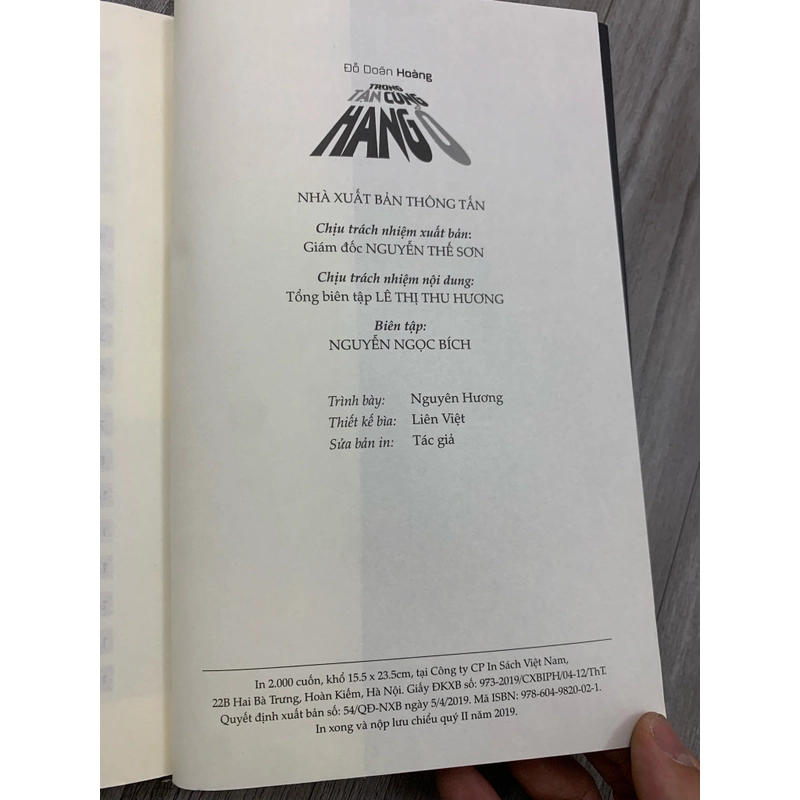 Đỗ Doãn Hoàng
TRONG
TẬN CÙNG
HANG Ổ
NHÀ XUẤT BẢN THÔNG TẤN
Chịu trách nhiệm xuất bản:
Giám đốc NGUYỄN THẾ SƠN
Chịu trách nhiệm nội dung:
Tổng biên tập LÊ THỊ THU HƯƠNG
Biên tập:
NGUYỄN NGỌC BÍCH
Trình bày: Nguyên Hương
Thiết kế bìa: Liên Việt
Sửa bản in: Tác giả
In 2.000 cuốn, khổ 15.5 x 23.5cm, tại Công ty CP In Sách Việt Nam,
22B Hai Bà Trưng, Hoàn Kiếm, Hà Nội. Giấy ĐKXB số: 973-2019/CXBIPH/04-12/ThT.
Quyết định xuất bản số: 54/QĐ-NXB ngày 5/4/2019. Mã ISBN: 978-604-9820-02-1.
In xong và nộp lưu chiểu quý II năm 2019.